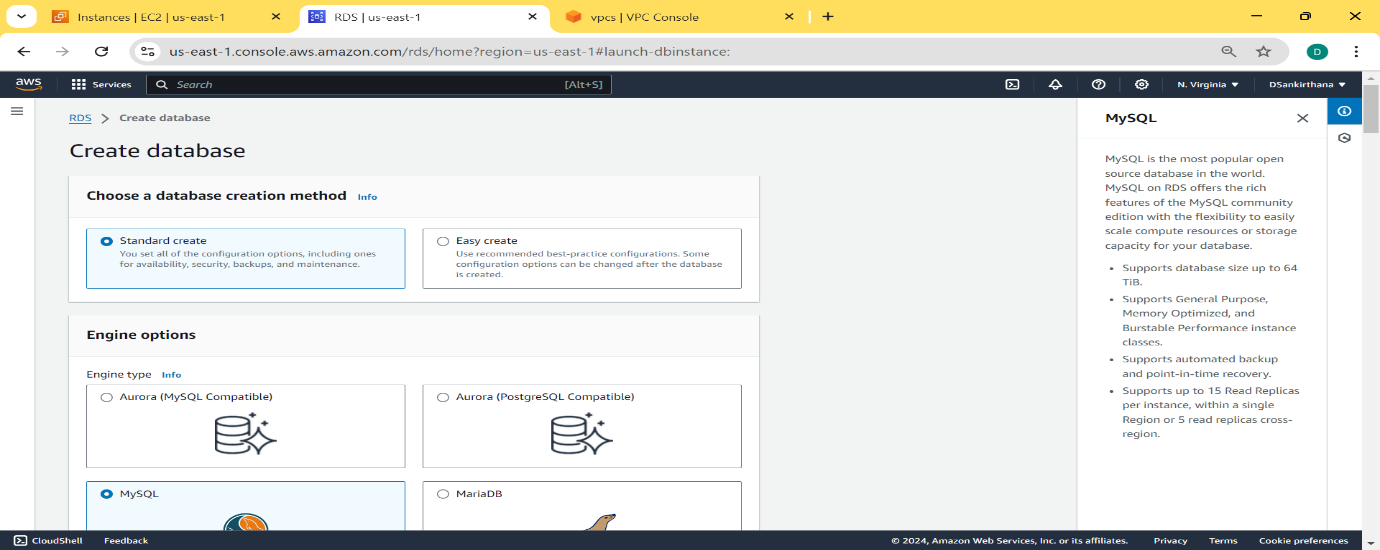 Instances | EC2 | us-east-1
RDS | us-east-1
vpcs | VPC Console
us-east-1.console.aws.amazon.com/rds/home?region=us-east-1#launch-dbinstance:
D
aws
Services
Search
[Alt+S]
N. Virginia
DSankirthana
RDS
Create database
Create database
Choose a database creation method Info
Standard create
You set all of the configuration options, including ones
for availability, security, backups, and maintenance.
Easy create
Use recommended best-practice configurations. Some
configuration options can be changed after the database
is created.
Engine options
Engine type Info
Aurora (MySQL Compatible)
Aurora (PostgreSQL Compatible)
MySQL
MariaDB
MySQL
MySQL is the most popular open
source database in the world.
MySQL on RDS offers the rich
features of the MySQL community
edition with the flexibility to easily
scale compute resources or storage
capacity for your database.
• Supports database size up to 64
TiB.
• Supports General Purpose,
Memory Optimized, and
Burstable Performance instance
classes.
• Supports automated backup
and point-in-time recovery.
• Supports up to 15 Read Replicas
per instance, within a single
Region or 5 read replicas cross-
region.
CloudShell
Feedback
© 2024, Amazon Web Services, Inc. or its affiliates.
Privacy
Terms
Cookie preferences